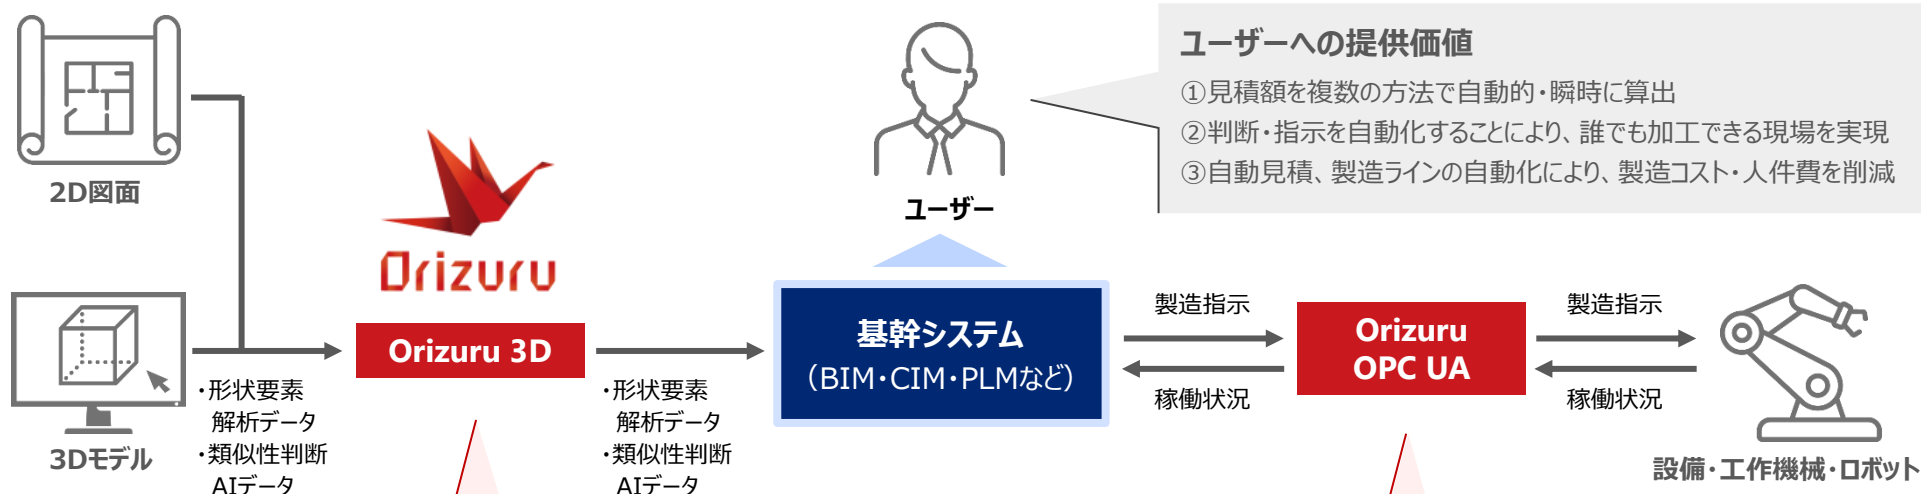 2D図面
3Dモデル
・形状要素
解析データ
・類似性判断
AIデータ
Orizuru
Orizuru 3D
・形状要素
解析データ
・類似性判断
AIデータ
ユーザー
基幹システム
（BIM・CIM・PLMなど）
ユーザーへの提供価値
①見積額を複数の方法で自動的・瞬時に算出
②判断・指示を自動化することにより、誰でも加工できる現場を実現
③自動見積、製造ラインの自動化により、製造コスト・人件費を削減
製造指示
稼働状況
Orizuru
OPC UA
製造指示
稼働状況
設備・工作機械・ロボット